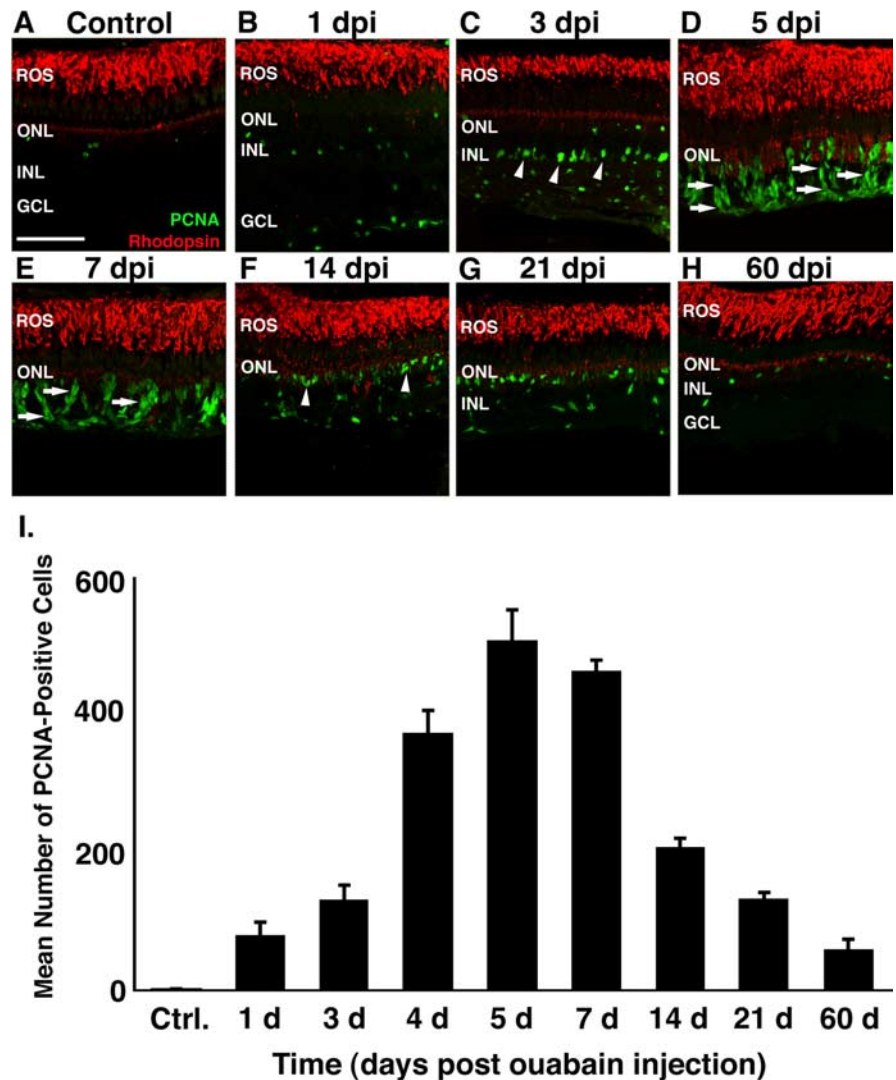 A Control
ROS
ONL
INL
GCL
PCNA
Rhodopsin
B 1 dpi
ROS
ONL
INL
GCL
C 3 dpi
ROS
ONL
INL
D 5 dpi
ROS
ONL
E 7 dpi
ROS
ONL
F 14 dpi
ROS
ONL
G 21 dpi
ROS
ONL
INL
H 60 dpi
ROS
ONL
INL
GCL
I.
Mean Number of PCNA-Positive Cells
600
400
200
0
Ctrl. 1 d 3 d 4 d 5 d 7 d 14 d 21 d 60 d
Time (days post ouabain injection)